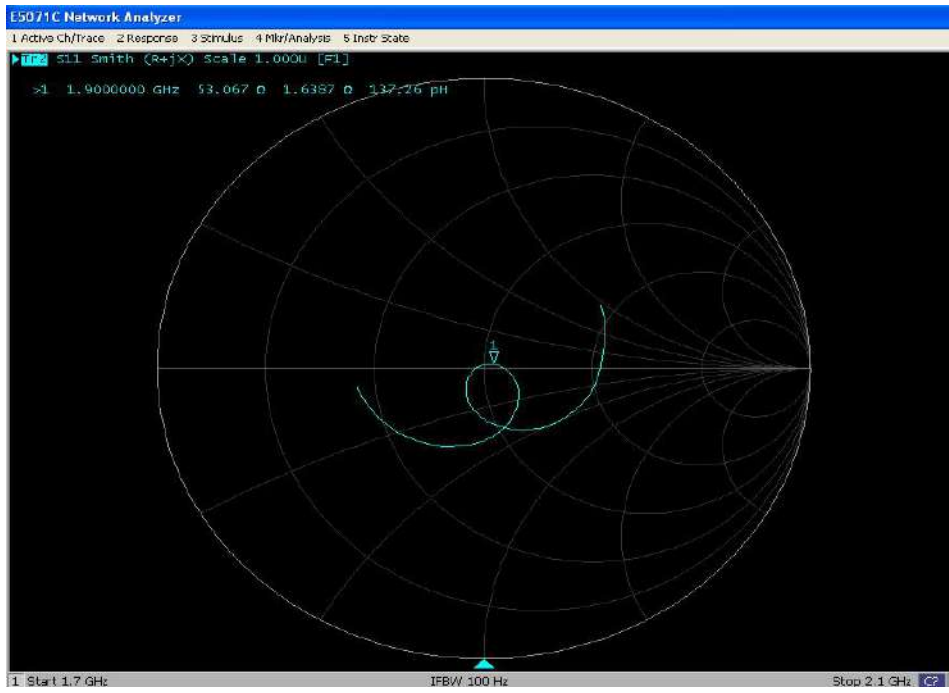 E5071C Network Analyzer
1 Active Ch/Trace 2 Response 3 Stimulus 4 Mkr/Analysis 5 Instr State
Tr2 S11 Smith (R+jX) Scale 1.000U [F1]
>1 1.9000000 GHz 53.067 Ω 1.6387 Ω 137.26 pH
1
1 Start 1.7 GHz IFBW 100 Hz Stop 2.1 GHz C?